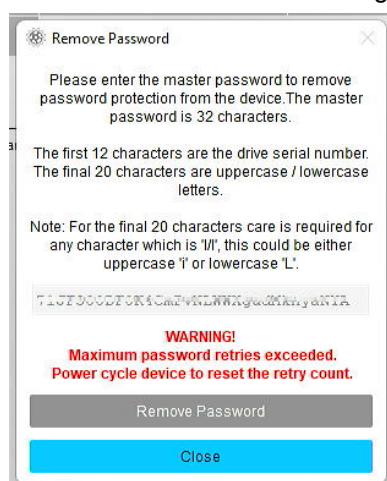 Remove Password
Please enter the master password to remove
password protection from the device.The master
password is 32 characters.
The first 12 characters are the drive serial number.
The final 20 characters are uppercase / lowercase
letters.
Note: For the final 20 characters care is required for
any character which is 'I/l', this could be either
uppercase 'i' or lowercase 'L'.
WARNING!
Maximum password retries exceeded.
Power cycle device to reset the retry count.
Remove Password
Close